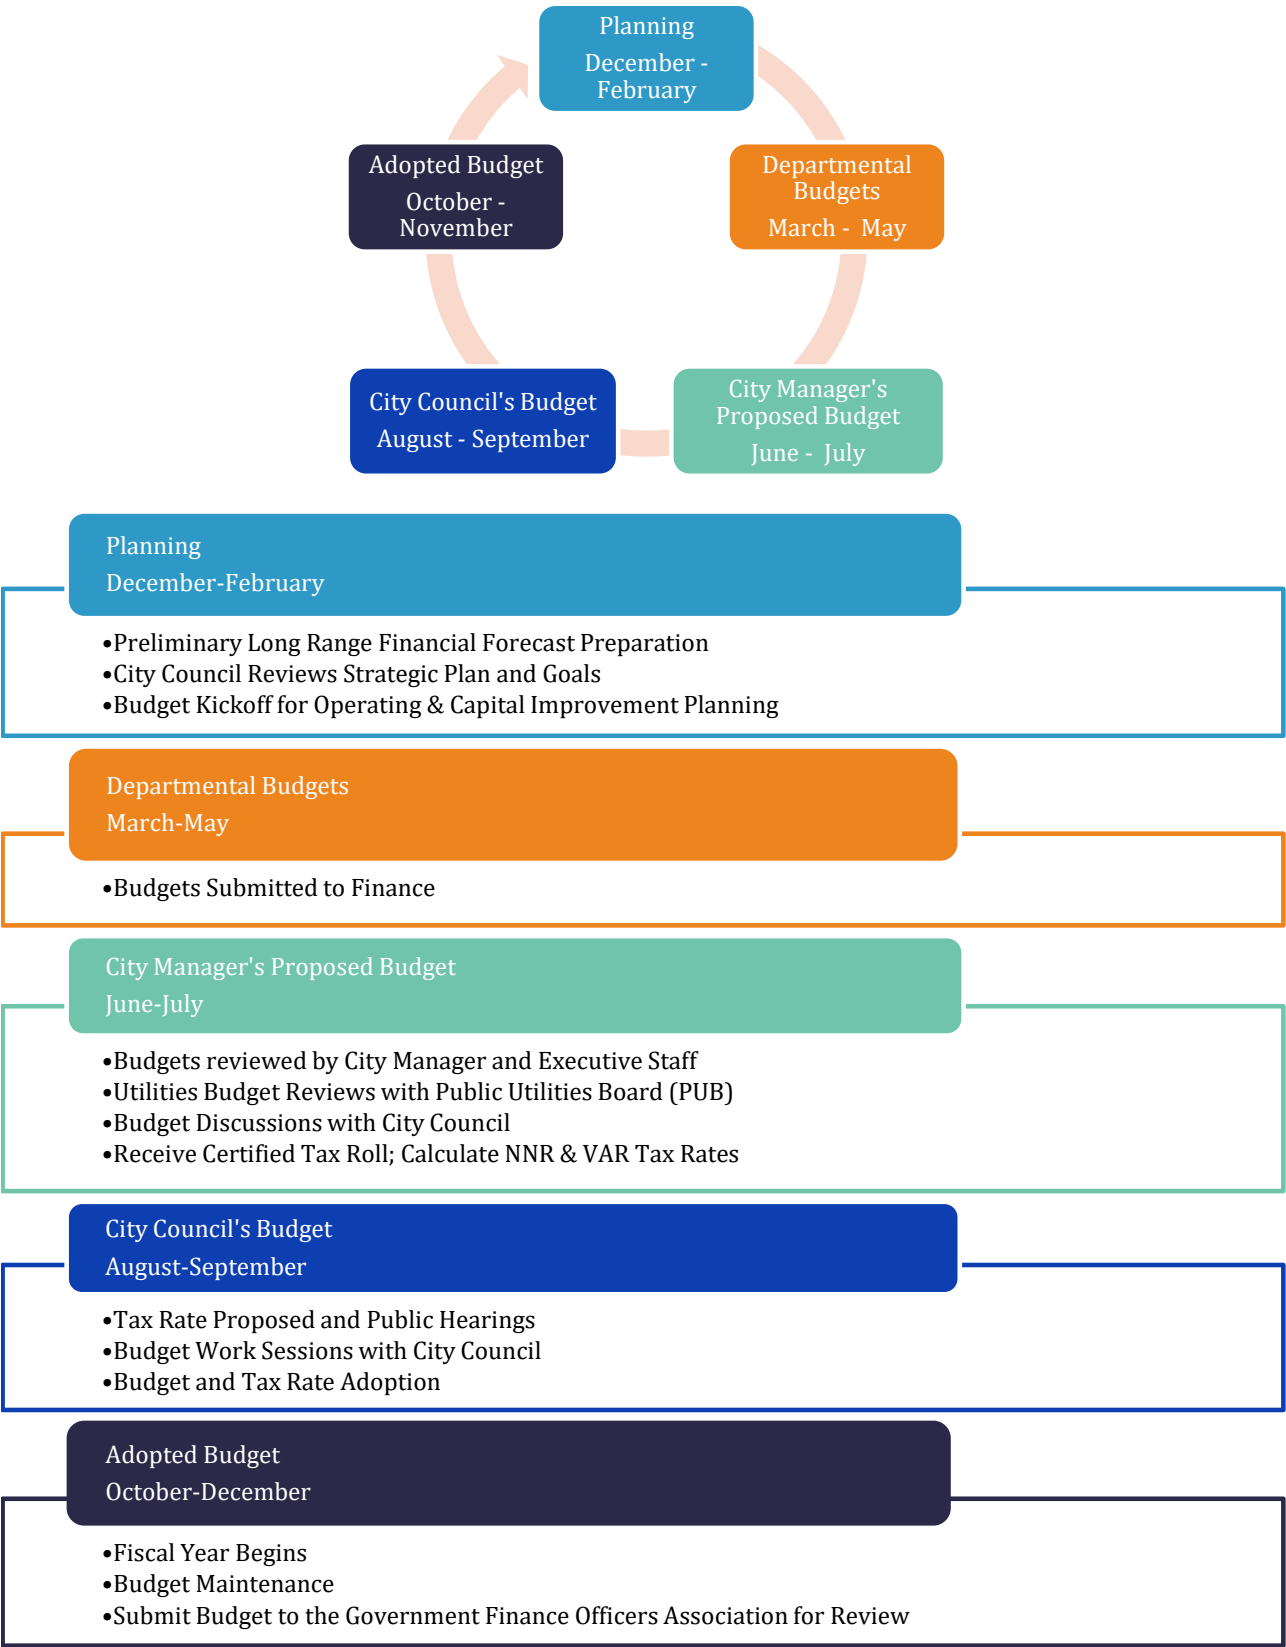 Planning
December -
February
Departmental
Budgets
March -  May
City Manager's
Proposed Budget
June -  July
City Council's Budget
August - September
Adopted Budget
October -
November
Planning
December-February
•Preliminary Long Range Financial Forecast Preparation
•City Council Reviews Strategic Plan and Goals
•Budget Kickoff for Operating & Capital Improvement Planning
Departmental Budgets
March-May
•Budgets Submitted to Finance
City Manager's Proposed Budget
June-July
•Budgets reviewed by City Manager and Executive Staff
•Utilities Budget Reviews with Public Utilities Board (PUB)
•Budget Discussions with City Council
•Receive Certified Tax Roll; Calculate NNR & VAR Tax Rates
City Council's Budget
August-September
•Tax Rate Proposed and Public Hearings
•Budget Work Sessions with City Council
•Budget and Tax Rate Adoption
Adopted Budget
October-December
•Fiscal Year Begins
•Budget Maintenance
•Submit Budget to the Government Finance Officers Association for Review